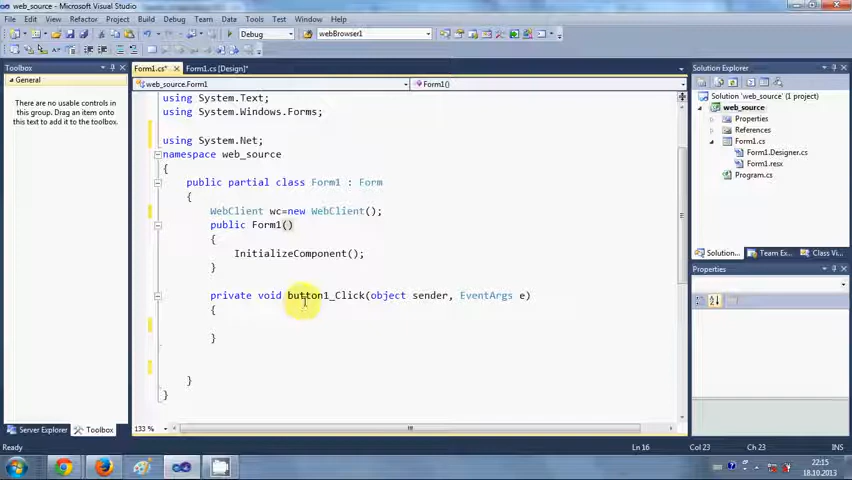 web_source - Microsoft Visual Studio
File Edit View Refactor Project Build Debug Team Data Tools Test Window Help
Debug webBrowser1
Toolbox
General
There are no usable controls in
this group. Drag an item onto
this text to add it to the toolbox.
Form1.cs* Form1.cs [Design]*
web_source.Form1 Form1()
using System.Text;
using System.Windows.Forms;
using System.Net;
namespace web_source
{
public partial class Form1 : Form
{
WebClient wc=new WebClient();
public Form1()
{
InitializeComponent();
}
private void button1_Click(object sender, EventArgs e)
{
}
}
}
133 %
Solution Explorer
Solution 'web_source' (1 project)
web_source
Properties
References
Form1.cs
Form1.Designer.cs
Form1.resx
Program.cs
Solution... Team Ex... Class Vi...
Properties
Server Explorer Toolbox
Ready Ln 16 Col 23 Ch 23 INS
22:15
18.10.2013